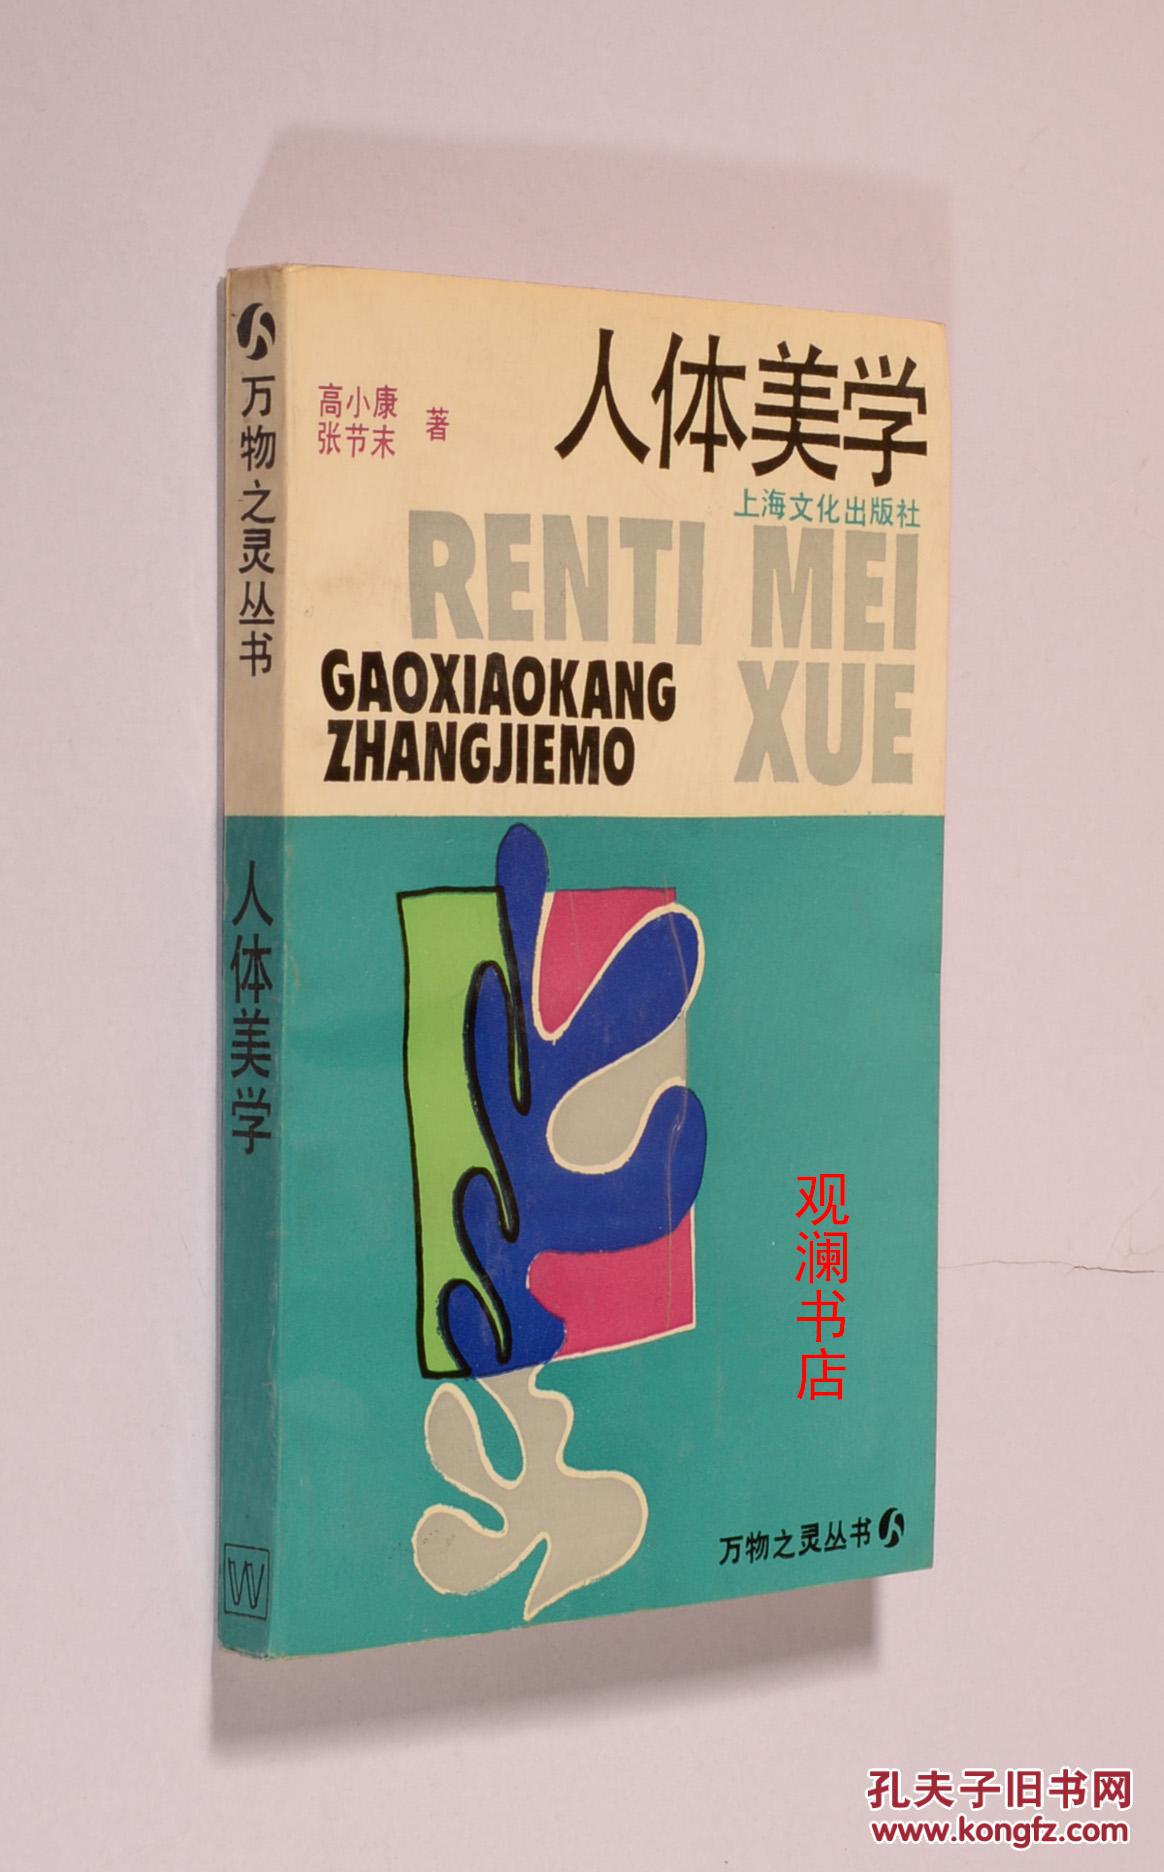 万物之灵丛书
人体美学
W
人体美学
高小康
张节末
著
上海文化出版社
RENTI MEI
XUE
GAOXIAOKANG
ZHANGJIEMO
观澜书店
万物之灵丛书
孔夫子旧书网
www.kongfz.com